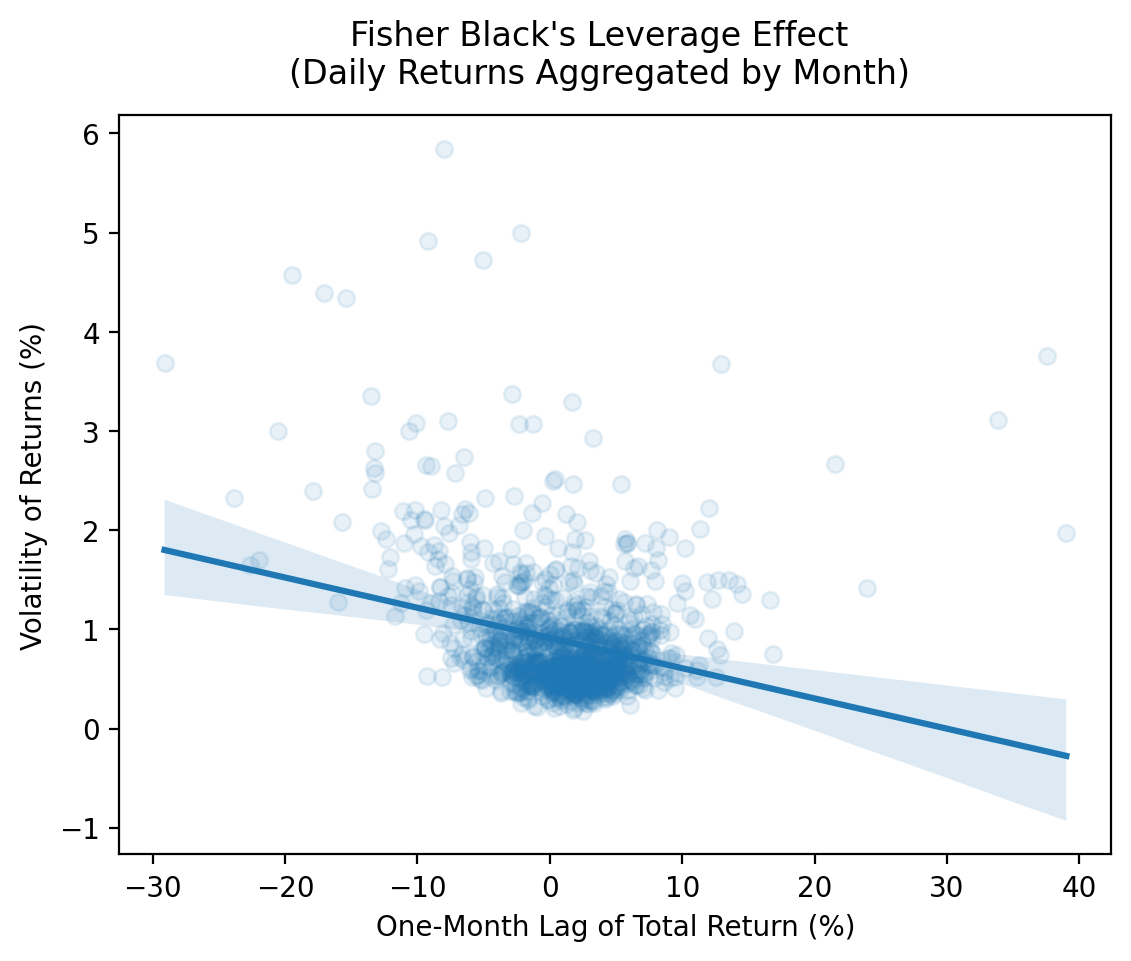 Fisher Black's Leverage Effect
(Daily Returns Aggregated by Month)
6
5
4
3
2
1
0
−1
Volatility of Returns (%)
−30 −20 −10 0 10 20 30 40
One-Month Lag of Total Return (%)